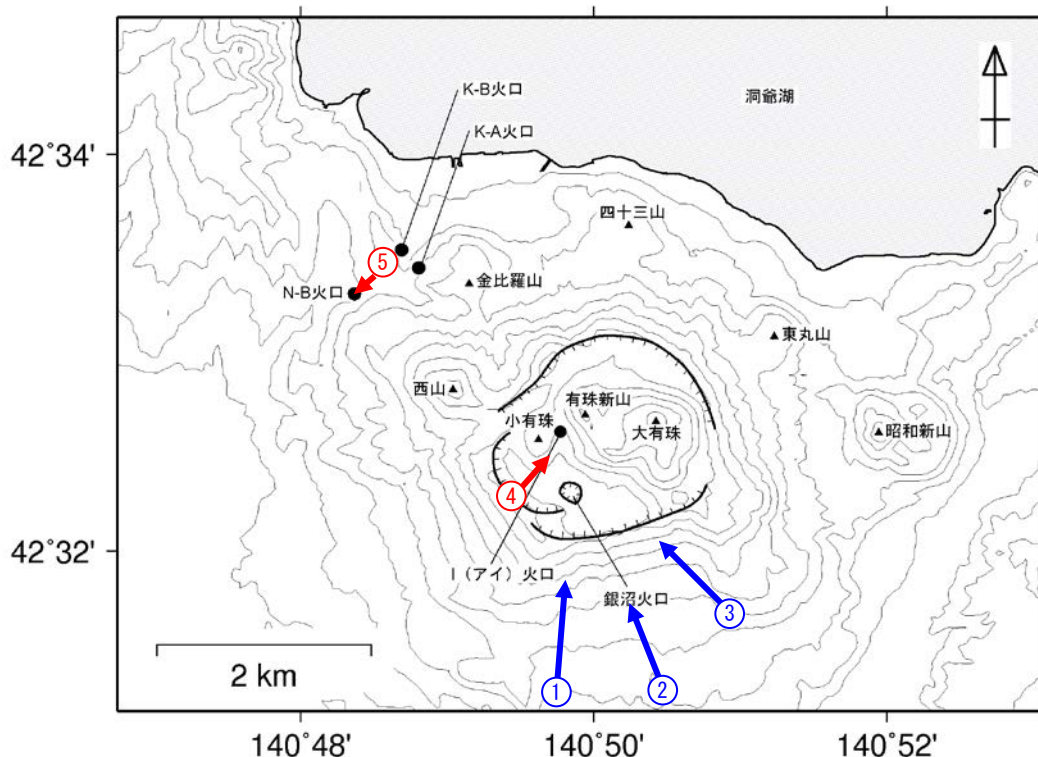 K-B火口
洞爺湖
K-A火口
42°34'
四十三山
⑤
金比羅山
N-B火口
東丸山
西山
有珠新山
小有珠
大有珠
昭和新山
④
42°32'
I（アイ）火口
銀沼火口
③
2 km
①
②
140°48'
140°50'
140°52'